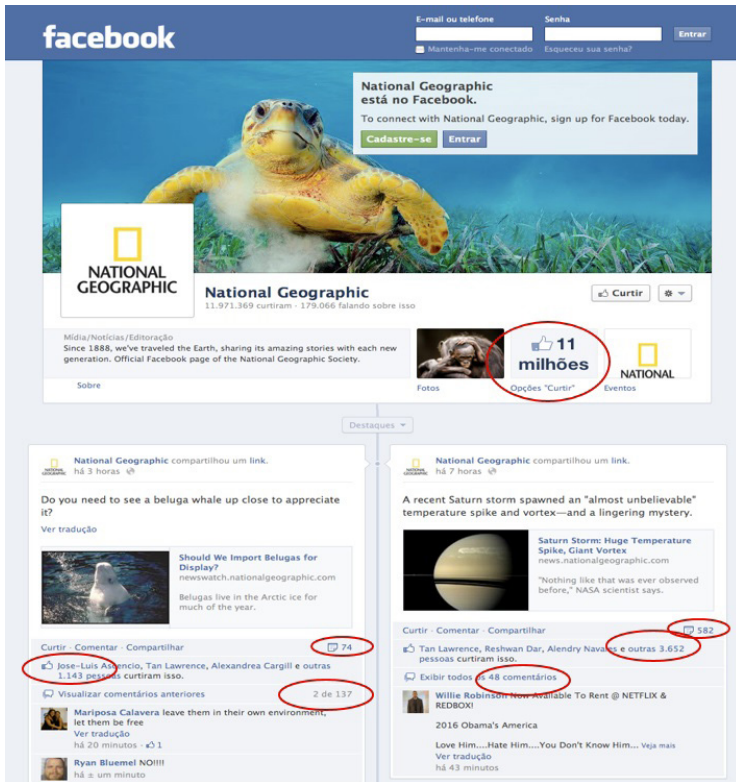 E-mail ou telefone
Senha
facebook
Entrar
Mantenha-me conectado
Esqueceu sua senha?
National Geographic
está no Facebook.
To connect with National Geographic, sign up for Facebook today.
Cadastre-se
Entrar
NATIONAL
GEOGRAPHIC
National Geographic
11.971.369 curtiram · 179.066 falando sobre isso
Curtir
Mídia/Notícias/Editoração
Since 1888, we've traveled the Earth, sharing its amazing stories with each new
generation. Official Facebook page of the National Geographic Society.
Sobre
Fotos
11
milhões
Opções "Curtir"
NATIONAL
Eventos
Destaques
National Geographic compartilhou um link.
há 3 horas
Do you need to see a beluga whale up close to appreciate
it?
Ver tradução
Should We Import Belugas for
Display?
newswatch.nationalgeographic.com
Belugas live in the Arctic ice for
much of the year.
Curtir · Comentar · Compartilhar
74
Jose-Luis Ascencio, Tan Lawrence, Alexandrea Cargill e outras
1.143 pessoas curtiram isso.
Visualizar comentários anteriores
2 de 137
Mariposa Calavera leave them in their own environment,
let them be free
Ver tradução
há 20 minutos · 1
Ryan Bluemel NO!!!!
há ± um minuto
National Geographic compartilhou um link.
há 7 horas
A recent Saturn storm spawned an "almost unbelievable"
temperature spike and vortex—and a lingering mystery.
Saturn Storm: Huge Temperature
Spike, Giant Vortex
news.nationalgeographic.com
"Nothing like that was ever observed
before," NASA scientist says.
Curtir · Comentar · Compartilhar
582
Tan Lawrence, Reshwan Dar, Alendry Navares e outras 3.652
pessoas curtiram isso.
Exibir todos os 48 comentários
Willie Robinson Now Available To Rent @ NETFLIX &
REDBOX!
2016 Obama's America
Love Him....Hate Him....You Don't Know Him... Veja mais
Ver tradução
há 43 minutos